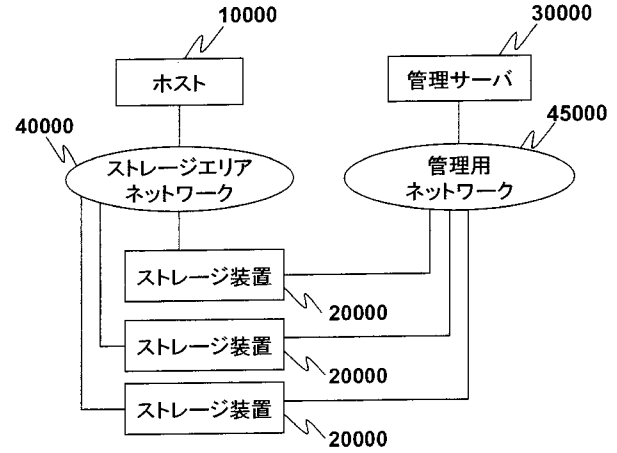 10000
30000
ホスト
管理サーバ
40000
45000
ストレージエリア
ネットワーク
管理用
ネットワーク
ストレージ装置
20000
ストレージ装置
20000
ストレージ装置
20000